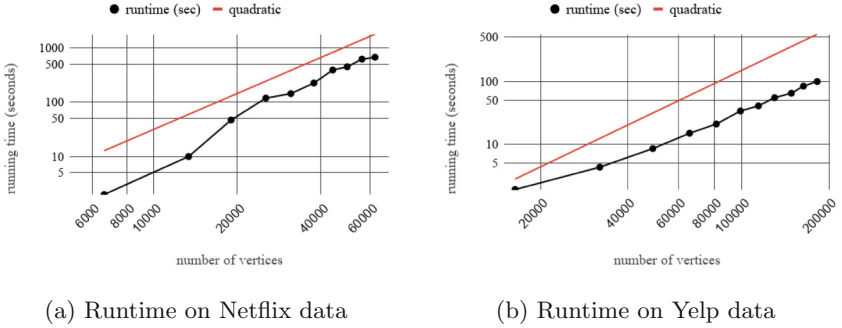 runtime (sec) quadratic
1000
500
100
50
10
5
running time (seconds)
6000 8000 10000 20000 40000 60000
number of vertices
(a) Runtime on Netflix data
runtime (sec) quadratic
500
100
50
10
5
running time (seconds)
20000 40000 60000 80000 100000 200000
number of vertices
(b) Runtime on Yelp data